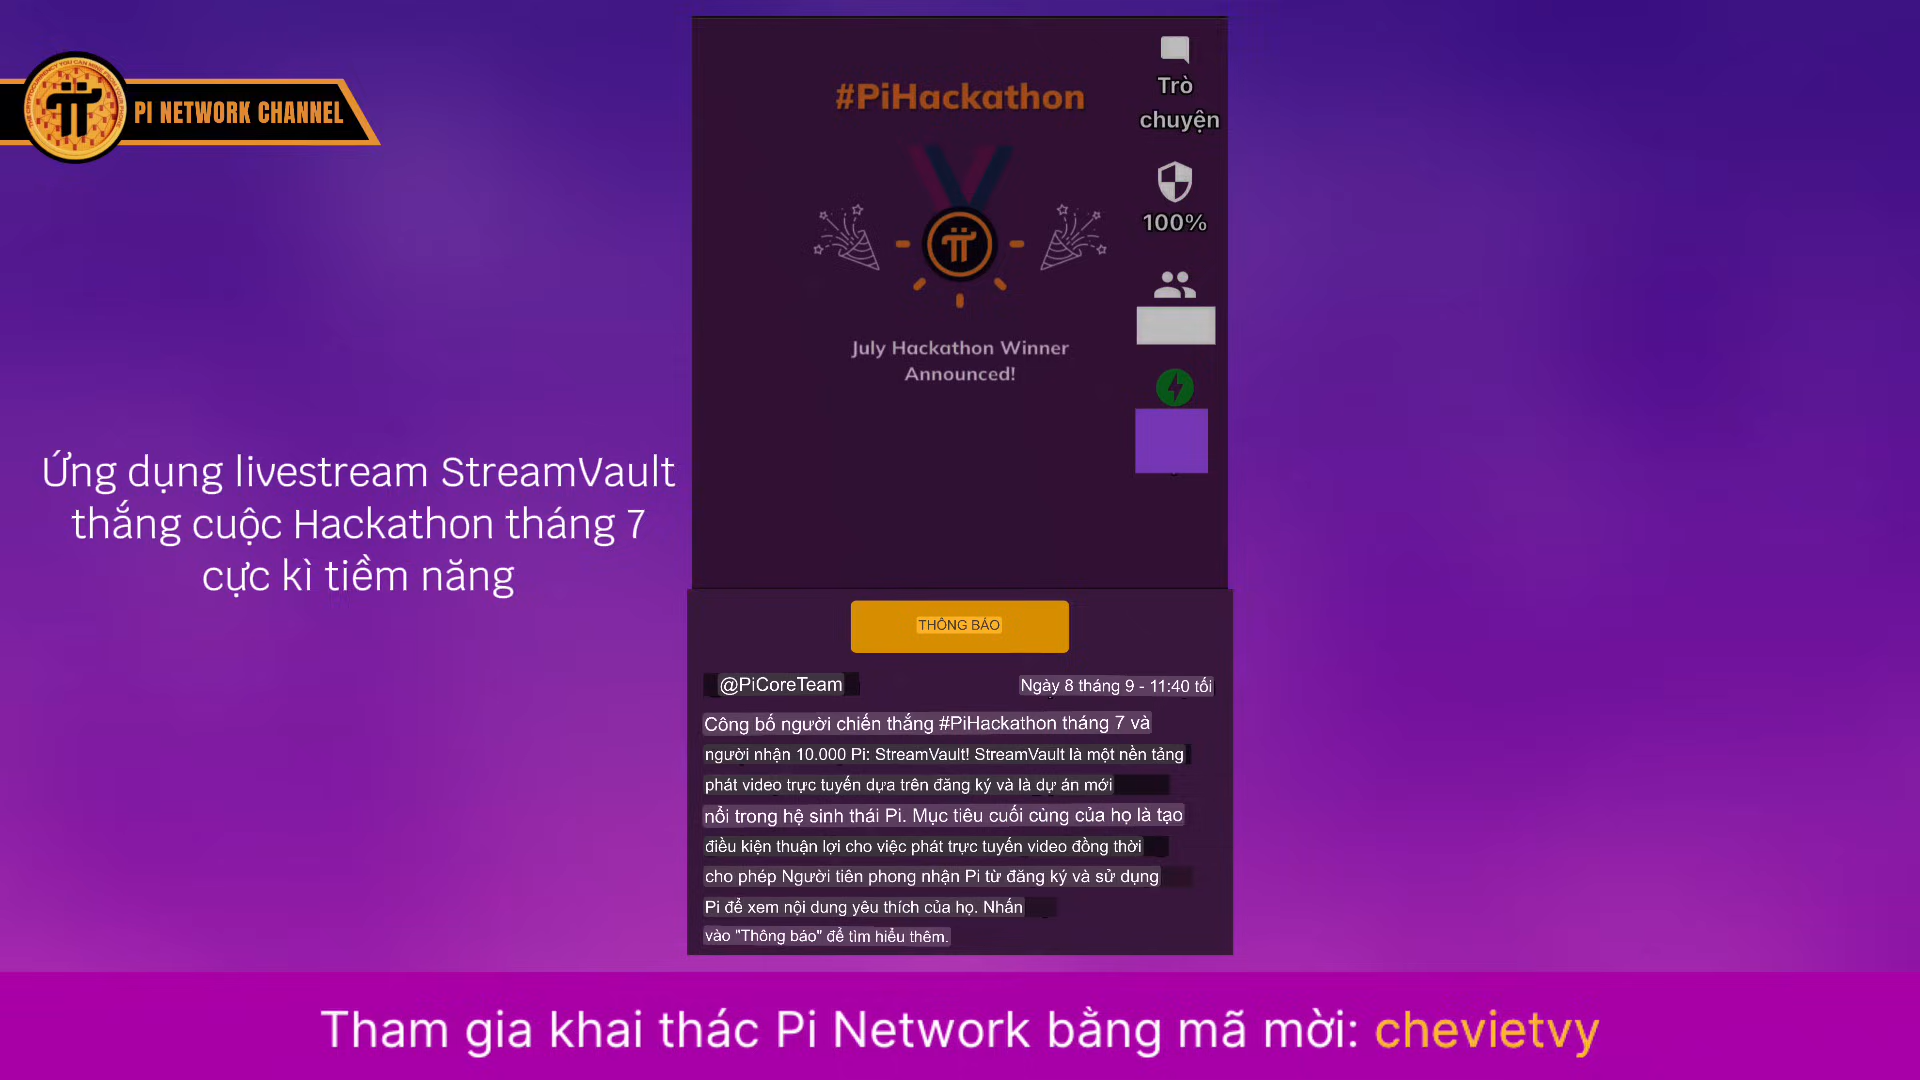 PI NETWORK CHANNEL
#PiHackathon
Trò
chuyện
100%
July Hackathon Winner
Announced!
Ứng dụng livestream StreamVault
thắng cuộc Hackathon tháng 7
cực kì tiềm năng
THÔNG BÁO
@PiCoreTeam
Ngày 8 tháng 9 - 11:40 tối
Công bố người chiến thắng #PiHackathon tháng 7 và
người nhận 10.000 Pi: StreamVault! StreamVault là một nền tảng
phát video trực tuyến dựa trên đăng ký và là dự án mới
nổi trong hệ sinh thái Pi. Mục tiêu cuối cùng của họ là tạo
điều kiện thuận lợi cho việc phát trực tuyến video đồng thời
cho phép Người tiên phong nhận Pi từ đăng ký và sử dụng
Pi để xem nội dung yêu thích của họ. Nhấn
vào "Thông báo" để tìm hiểu thêm.
Tham gia khai thác Pi Network bằng mã mời: chevietvy